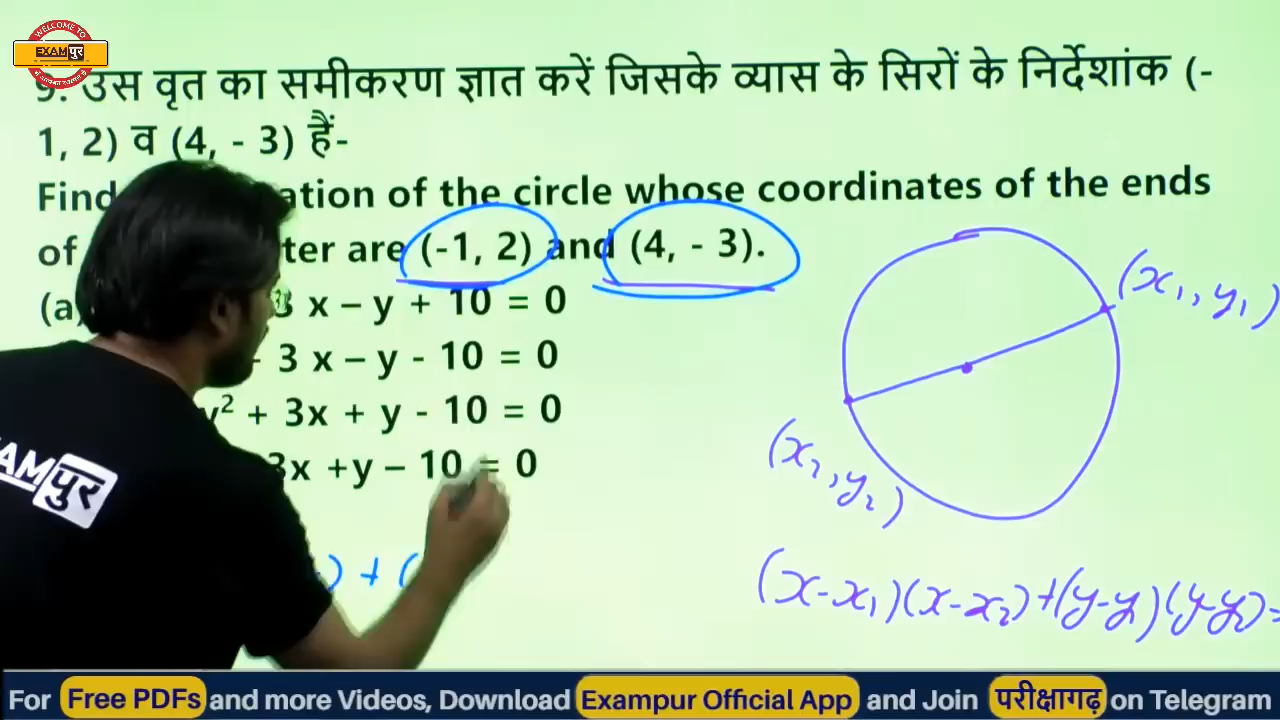 WELCOME TO
EXAMपुर
9. उस वृत का समीकरण ज्ञात करें जिसके व्यास के सिरों के निर्देशांक (-
1, 2) व (4, - 3) हैं-
Find ation of the circle whose coordinates of the ends
of ter are (-1, 2) and (4, - 3).
(a) 3 x – y + 10 = 0
- 3 x – y - 10 = 0
y² + 3x + y - 10 = 0
3x +y – 10 = 0
) + (
(x₁, y₁)
(x₂, y₂)
(x-x₁)(x-x₂)+(y-y₁)(y-y₂)=
AMपुर
For Free PDFs and more Videos, Download Exampur Official App and Join परीक्षागढ़ on Telegram